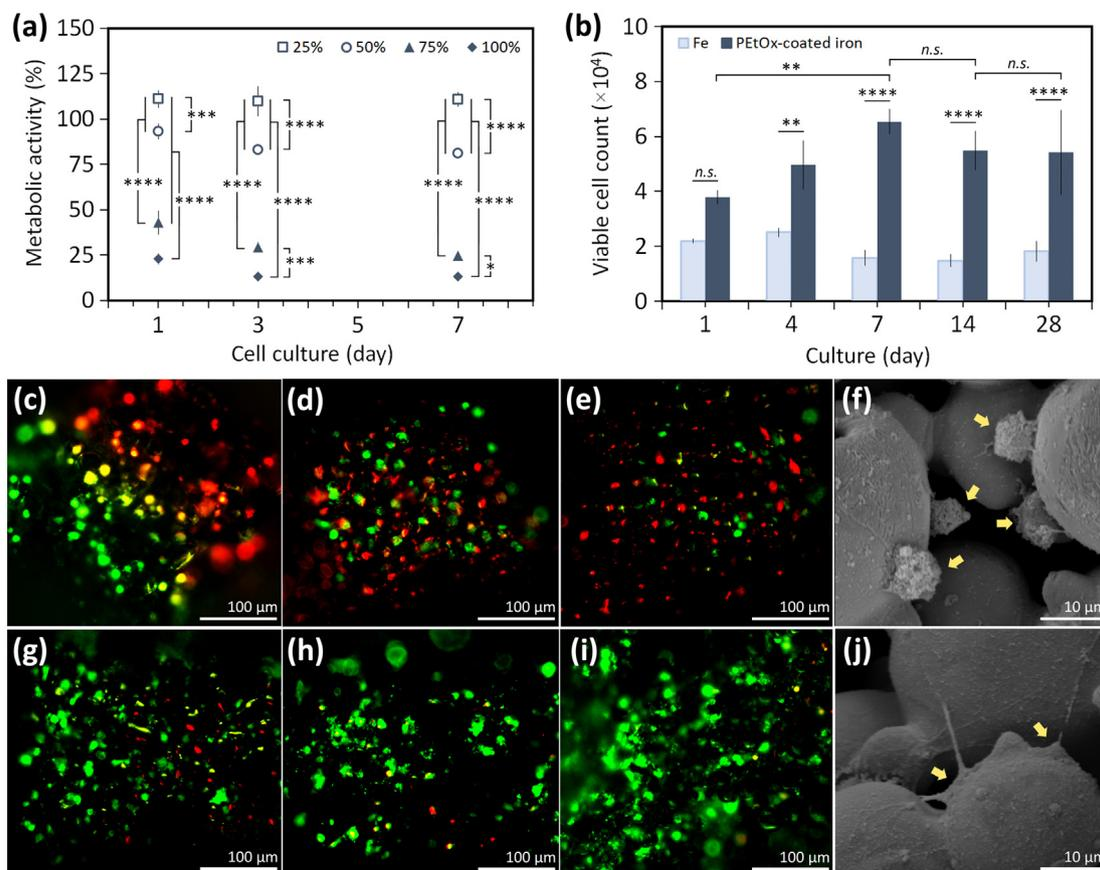 (a)
150
125
100
75
50
25
0
Metabolic activity (%)
25% 50% 75% 100%
***
****
****
****
****
****
***
****
****
****
*
1 3 5 7
Cell culture (day)
(b)
10
8
6
4
2
0
Viable cell count (×10⁴)
Fe PEtOx-coated iron
n.s.
**
n.s.
****
****
****
**
n.s.
1 4 7 14 28
Culture (day)
(c)
100 µm
(d)
100 µm
(e)
100 µm
(f)
10 µm
(g)
100 µm
(h)
100 µm
(i)
100 µm
(j)
10 µm